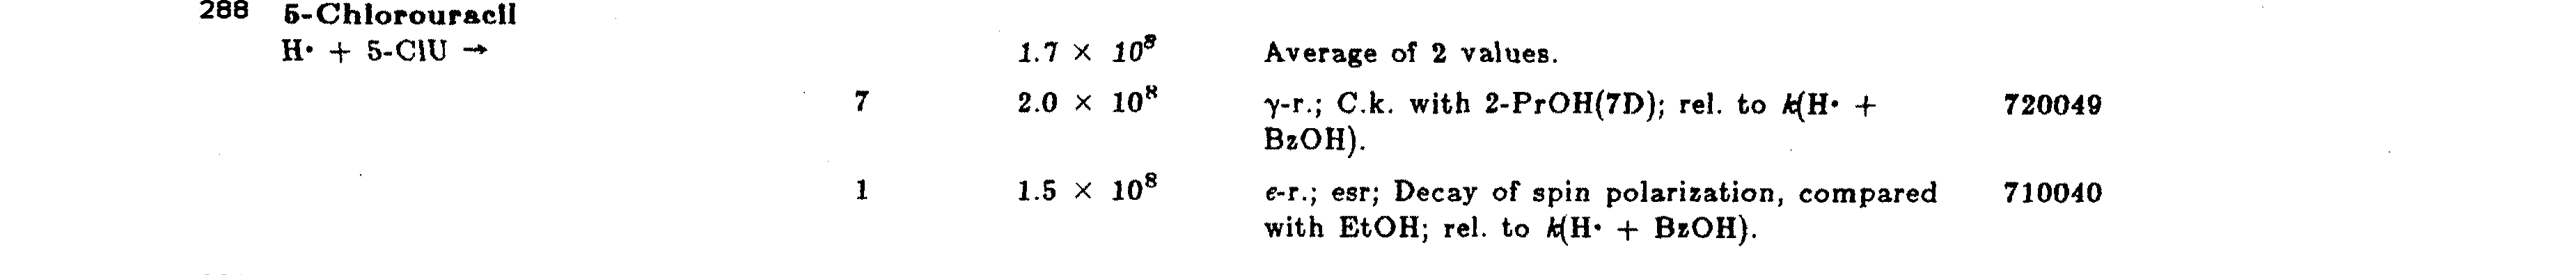 288 5-Chlorouracil
H· + 5-ClU → 1.7 × 10⁸ Average of 2 values.
7 2.0 × 10⁸ γ-r.; C.k. with 2-PrOH(7D); rel. to k(H· + 720049
BzOH).
1 1.5 × 10⁸ e-r.; esr; Decay of spin polarization, compared 710040
with EtOH; rel. to k(H· + BzOH).